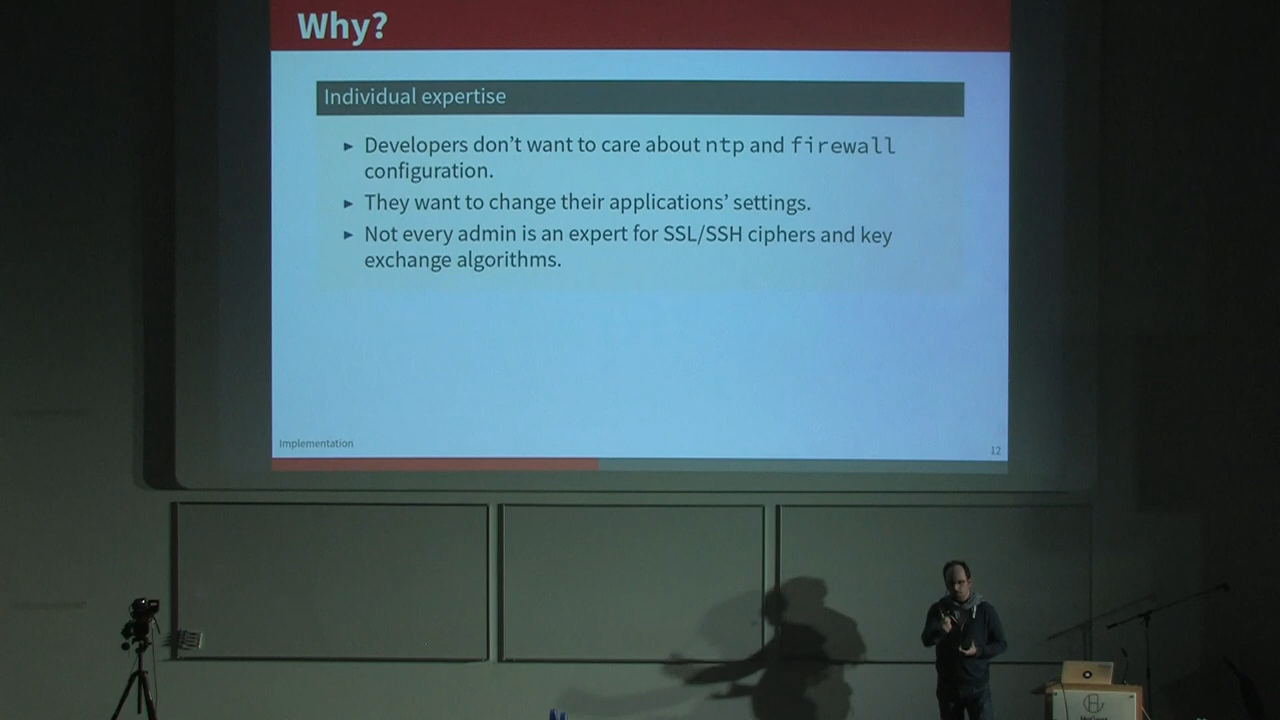 Why?
Individual expertise
► Developers don't want to care about ntp and firewall
configuration.
► They want to change their applications' settings.
► Not every admin is an expert for SSL/SSH ciphers and key
exchange algorithms.
Implementation
12